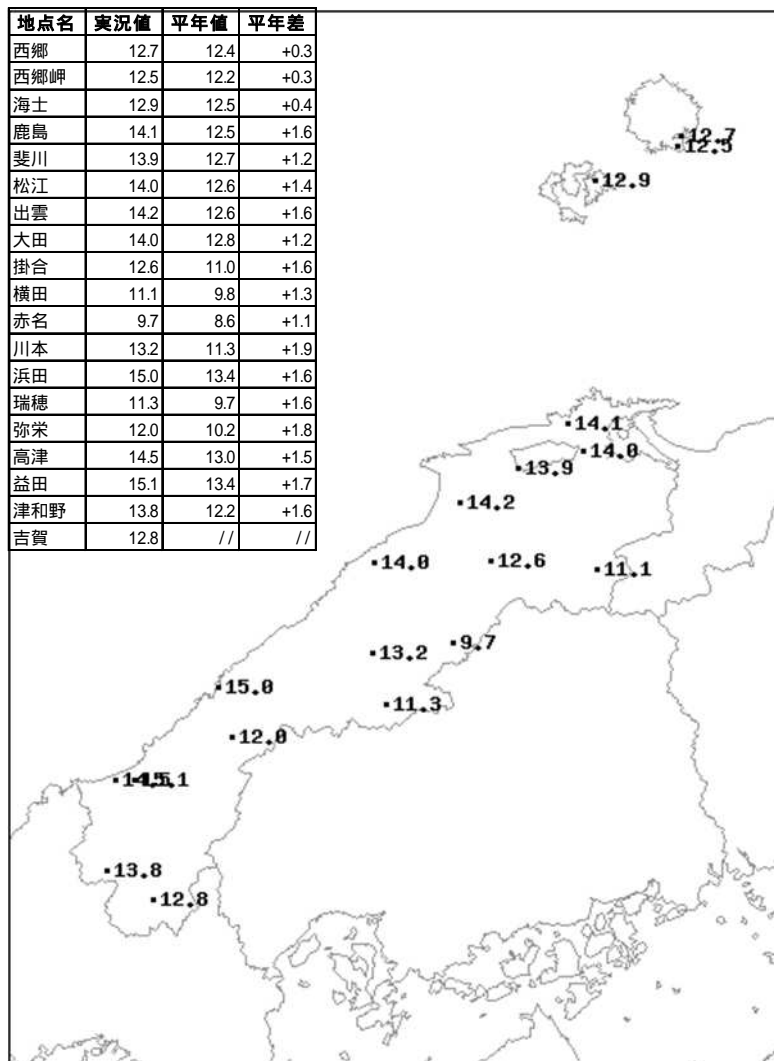 地点名 実況値 平年値 平年差
西郷 12.7 12.4 +0.3
西郷岬 12.5 12.2 +0.3
海士 12.9 12.5 +0.4
鹿島 14.1 12.5 +1.6
斐川 13.9 12.7 +1.2
松江 14.0 12.6 +1.4
出雲 14.2 12.6 +1.6
大田 14.0 12.8 +1.2
掛合 12.6 11.0 +1.6
横田 11.1 9.8 +1.3
赤名 9.7 8.6 +1.1
川本 13.2 11.3 +1.9
浜田 15.0 13.4 +1.6
瑞穂 11.3 9.7 +1.6
弥栄 12.0 10.2 +1.8
高津 14.5 13.0 +1.5
益田 15.1 13.4 +1.7
津和野 13.8 12.2 +1.6
吉賀 12.8 // //
12.7
12.5
12.9
14.1
14.0
13.9
14.2
14.0 12.6 11.1
9.7
13.2
15.0
11.3
12.0
14.5 15.1
13.8
12.8